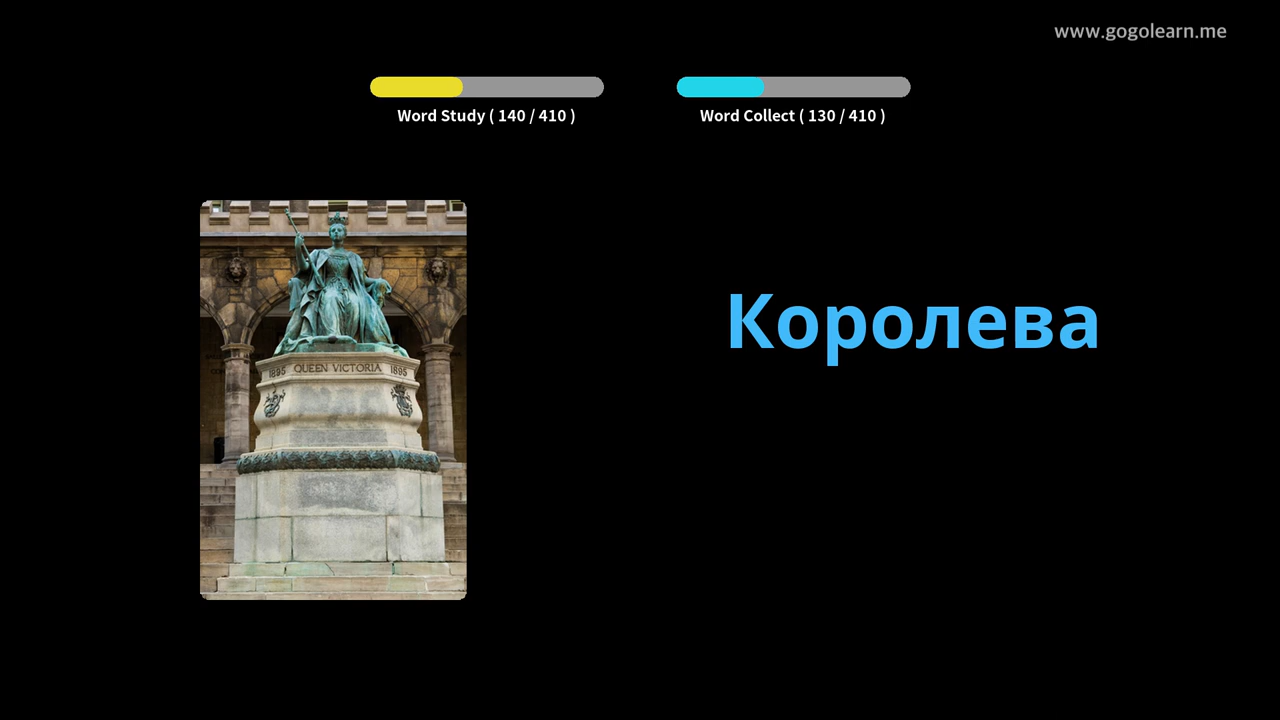 www.gogolearn.me
Word Study ( 140 / 410 )
Word Collect ( 130 / 410 )
Королева
1895 QUEEN VICTORIA 1895